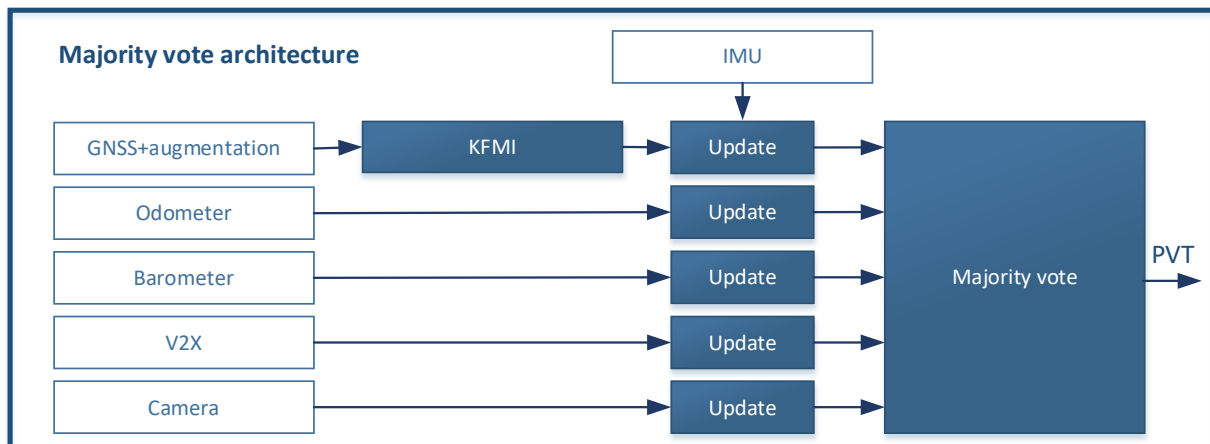 Majority vote architecture
IMU
GNSS+augmentation
KFMI
Update
Odometer
Update
Barometer
Update
Majority vote
PVT
V2X
Update
Camera
Update